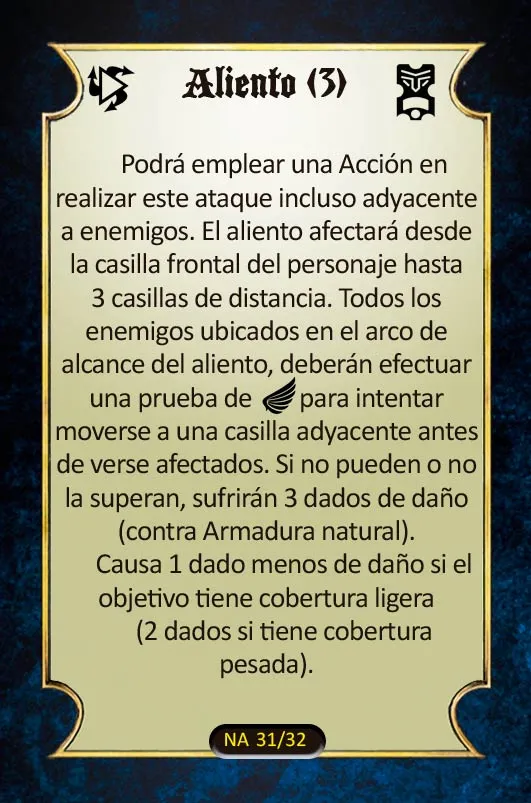 Aliento (3)
Podrá emplear una Acción en
realizar este ataque incluso adyacente
a enemigos. El aliento afectará desde
la casilla frontal del personaje hasta
3 casillas de distancia. Todos los
enemigos ubicados en el arco de
alcance del aliento, deberán efectuar
una prueba de para intentar
moverse a una casilla adyacente antes
de verse afectados. Si no pueden o no
la superan, sufrirán 3 dados de daño
(contra Armadura natural).
Causa 1 dado menos de daño si el
objetivo tiene cobertura ligera
(2 dados si tiene cobertura
pesada).
NA 31/32